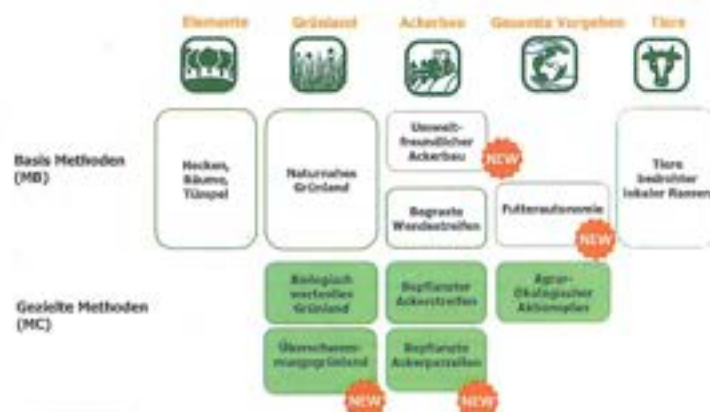 Elemente
Grünland
Ackerbau
Gesamtes Vorgehen
Tiere
Basis Methoden
(MB)
Hecken,
Bäume,
Tümpel
Naturnahes
Grünland
Umwelt-
freundlicher
Ackerbau
NEW
Begraste
Wendestreifen
Futterautonomie
NEW
Tiere
bedrohter
lokaler Rassen
Gezielte Methoden
(MC)
Biologisch
wertvolles
Grünland
Bepflanzter
Ackerstreifen
Agrar-
Ökologischer
Aktionsplan
Überschwem-
mungsgrünland
NEW
Bepflanzte
Ackerparzellen
NEW